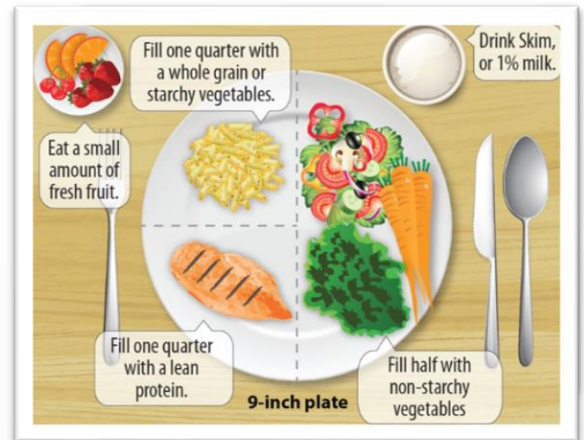 Fill one quarter with
a whole grain or
starchy vegetables.
Drink Skim,
or 1% milk.
Eat a small
amount of
fresh fruit.
Fill one quarter
with a lean
protein.
9-inch plate
Fill half with
non-starchy
vegetables